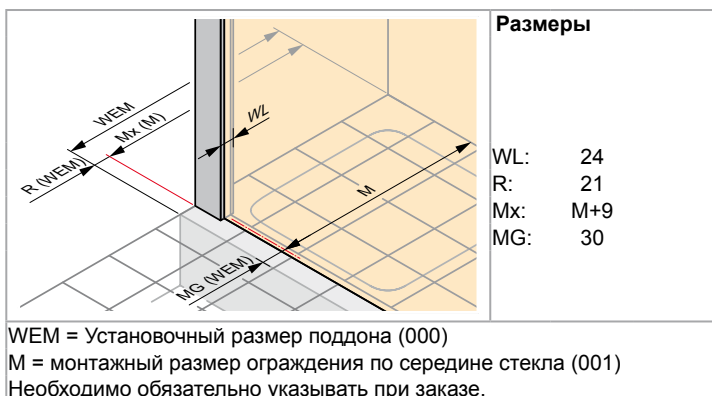 Размеры
WEM
Mx (M)
R (WEM)
WL
M
MG (WEM)
WL: 24
R: 21
Mx: M+9
MG: 30
WEM = Установочный размер поддона (000)
M = монтажный размер ограждения по середине стекла (001)
Необходимо обязательно указывать при заказе.